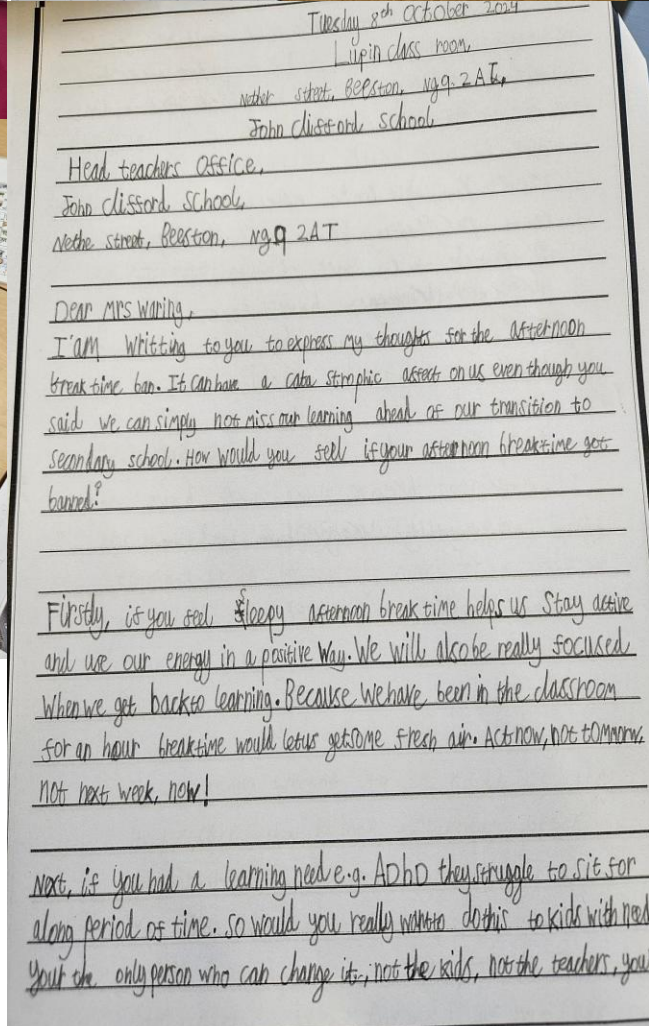 Tuesday 8th October 2024
Lupin class room,
Nether street, Beeston, Ng9 2AT,
John clifford school
Head teachers office,
John clifford school,
Nethe street, Beeston, Ng9 2AT
Dear Mrs Waring,
I'am writting to you to express my thoughts for the afternoon
break time ban. It can have a cata strophic affect on us even though you
said we can simply not miss our learning ahead of our transition to
secondary school. How would you feel if your afternoon breaktime got
banned?
Firstly, if you feel sleepy afternoon break time helps us stay active
and use our energy in a positive way. We will also be really focused
when we get back to learning. Because we have been in the classroom
for an hour breaktime would let us get some fresh air. Act now, not tommorw,
not next week, now!
Next, if you had a learning need e.g. ADhD they struggle to sit for
along period of time. So would you really want to do this to kids with need
your the only person who can change it, not the kids, not the teachers, you